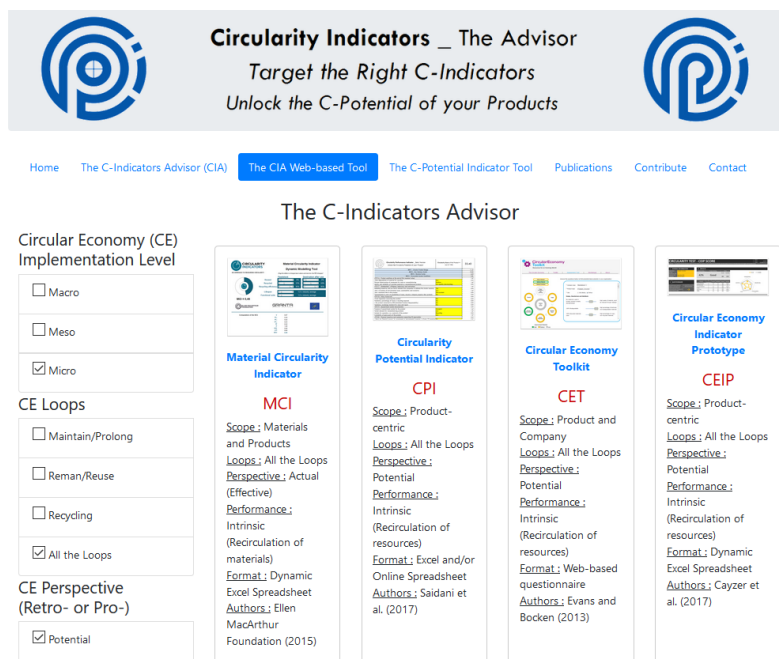 Circularity Indicators _ The Advisor
Target the Right C-Indicators
Unlock the C-Potential of your Products
Home
The C-Indicators Advisor (CIA)
The CIA Web-based Tool
The C-Potential Indicator Tool
Publications
Contribute
Contact
The C-Indicators Advisor
Circular Economy (CE)
Implementation Level
Macro
Meso
Micro
CE Loops
Maintain/Prolong
Reman/Reuse
Recycling
All the Loops
CE Perspective
(Retro- or Pro-)
Potential
Material Circularity
Indicator
MCI
Scope : Materials
and Products
Loops : All the Loops
Perspective : Actual
(Effective)
Performance :
Intrinsic
(Recirculation of
materials)
Format : Dynamic
Excel Spreadsheet
Authors : Ellen
MacArthur
Foundation (2015)
Circularity
Potential Indicator
CPI
Scope : Product-
centric
Loops : All the Loops
Perspective :
Potential
Performance :
Intrinsic
(Recirculation of
resources)
Format : Excel and/or
Online Spreadsheet
Authors : Saidani et
al. (2017)
Circular Economy
Toolkit
CET
Scope : Product and
Company
Loops : All the Loops
Perspective :
Potential
Performance :
Intrinsic
(Recirculation of
resources)
Format : Web-based
questionnaire
Authors : Evans and
Bocken (2013)
Circular Economy
Indicator
Prototype
CEIP
Scope : Product-
centric
Loops : All the Loops
Perspective :
Potential
Performance :
Intrinsic
(Recirculation of
resources)
Format : Dynamic
Excel Spreadsheet
Authors : Cayzer et
al. (2017)